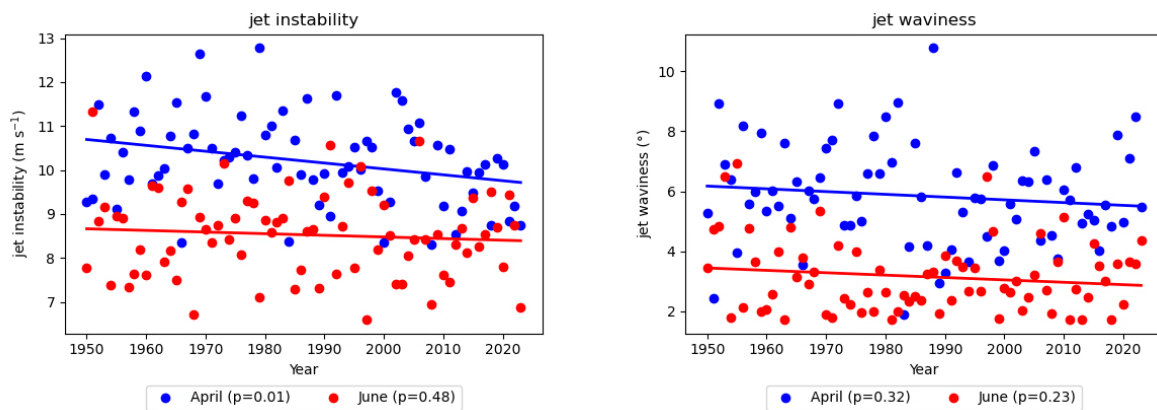 jet instability
jet instability (m s⁻¹)
13
12
11
10
9
8
7
1950 1960 1970 1980 1990 2000 2010 2020
Year
April (p=0.01) June (p=0.48)
jet waviness
jet waviness (°)
10
8
6
4
2
1950 1960 1970 1980 1990 2000 2010 2020
Year
April (p=0.32) June (p=0.23)